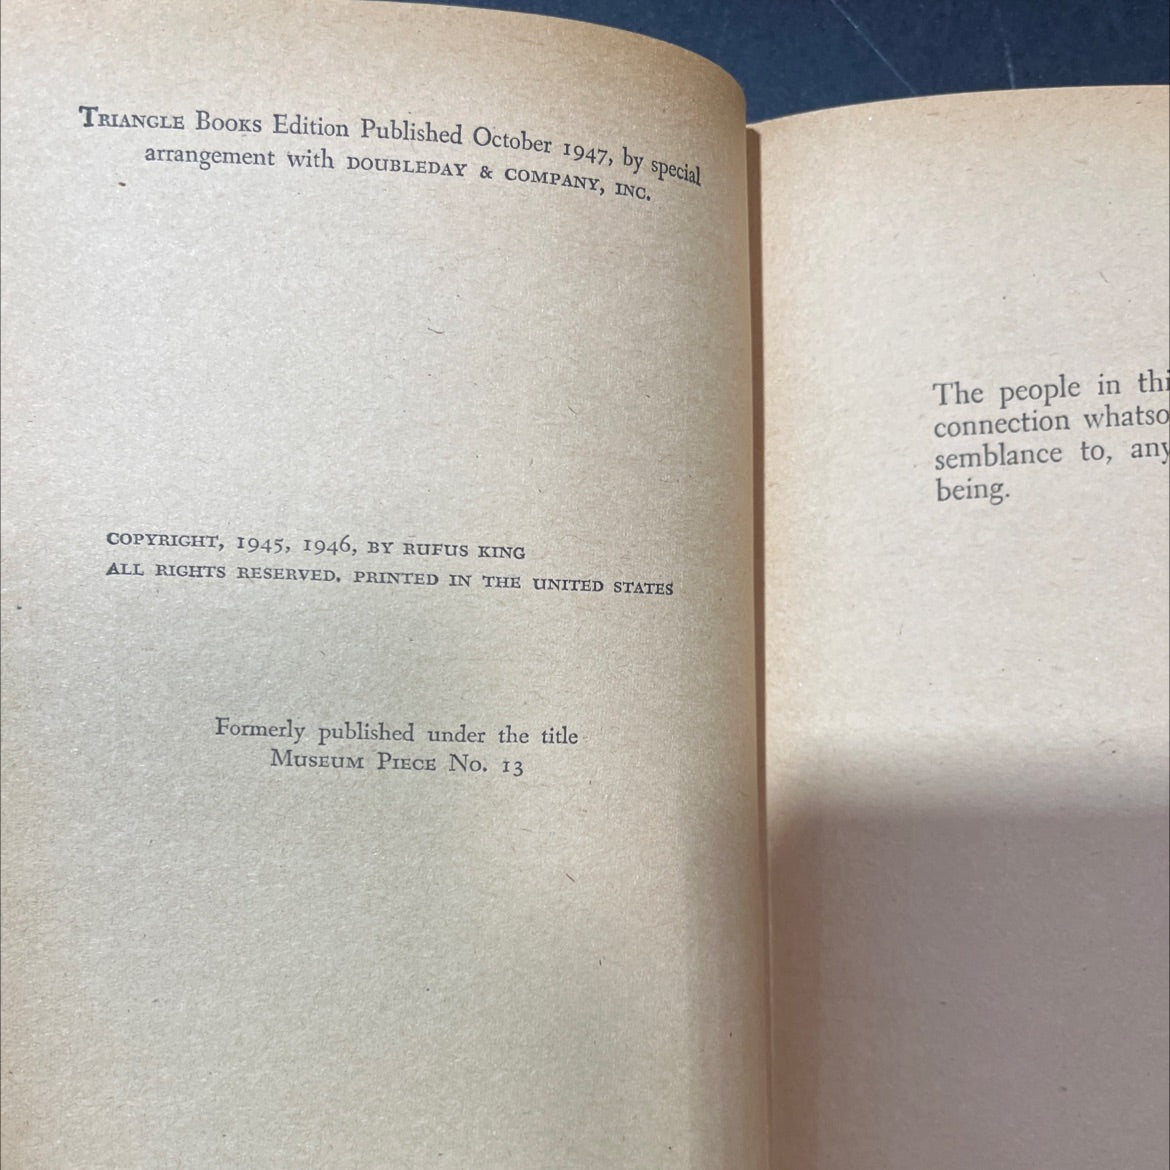 Triangle Books Edition Published October 1947, by special
arrangement with DOUBLEDAY & COMPANY, INC.
COPYRIGHT, 1945, 1946, BY RUFUS KING
ALL RIGHTS RESERVED. PRINTED IN THE UNITED STATES
Formerly published under the title
Museum Piece No. 13
The people in thi
connection whatso
semblance to, any
being.